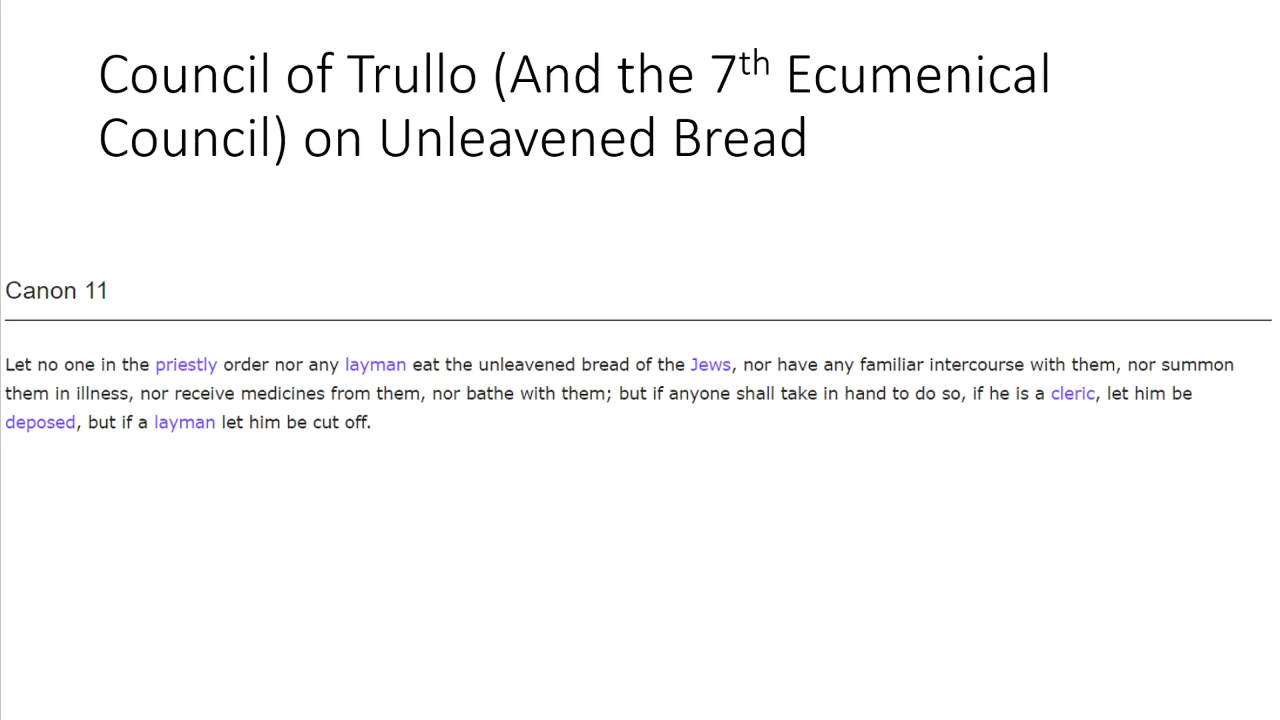 Council of Trullo (And the 7th Ecumenical
Council) on Unleavened Bread
Canon 11
Let no one in the priestly order nor any layman eat the unleavened bread of the Jews, nor have any familiar intercourse with them, nor summon
them in illness, nor receive medicines from them, nor bathe with them; but if anyone shall take in hand to do so, if he is a cleric, let him be
deposed, but if a layman let him be cut off.